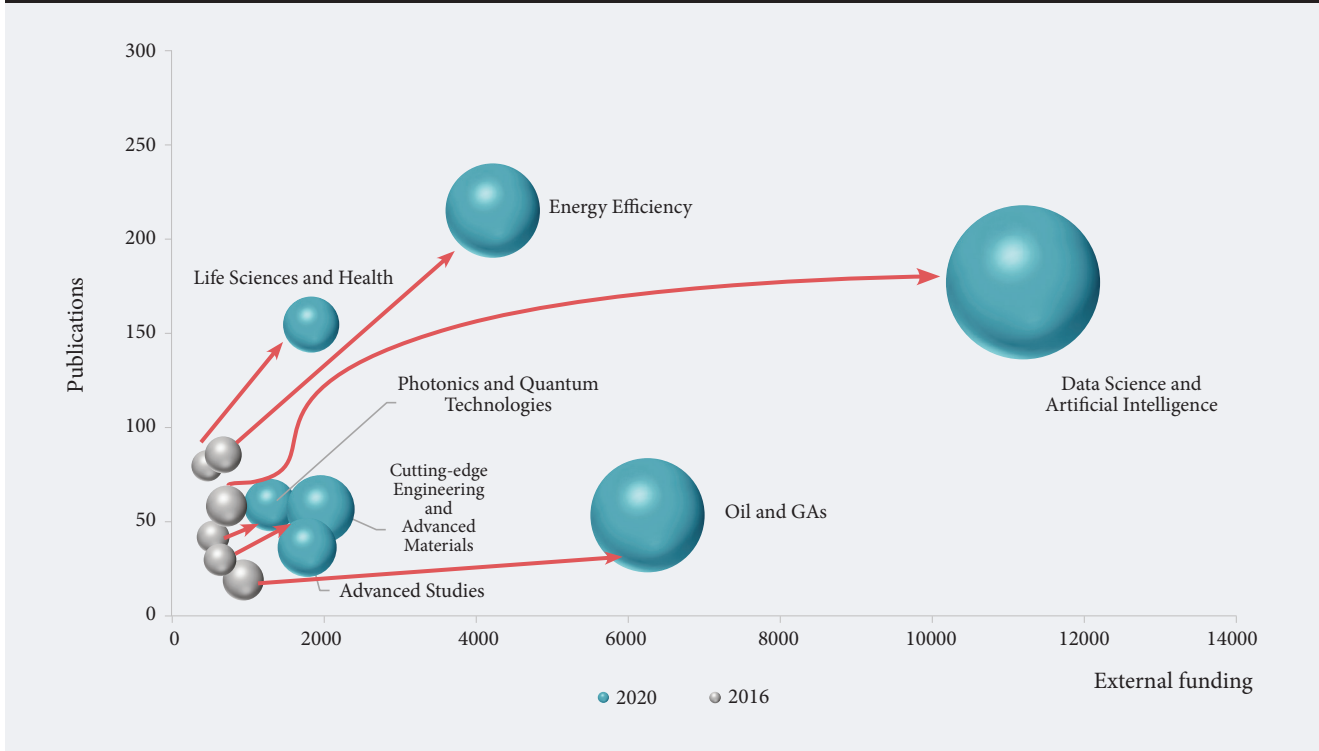 300
250
200
150
100
50
0
Publications
Energy Efficiency
Life Sciences and Health
Photonics and Quantum
Technologies
Data Science and
Artificial Intelligence
Cutting-edge
Engineering
and
Advanced
Materials
Oil and GAs
Advanced Studies
0 2000 4000 6000 8000 10000 12000 14000
External funding
2020 2016